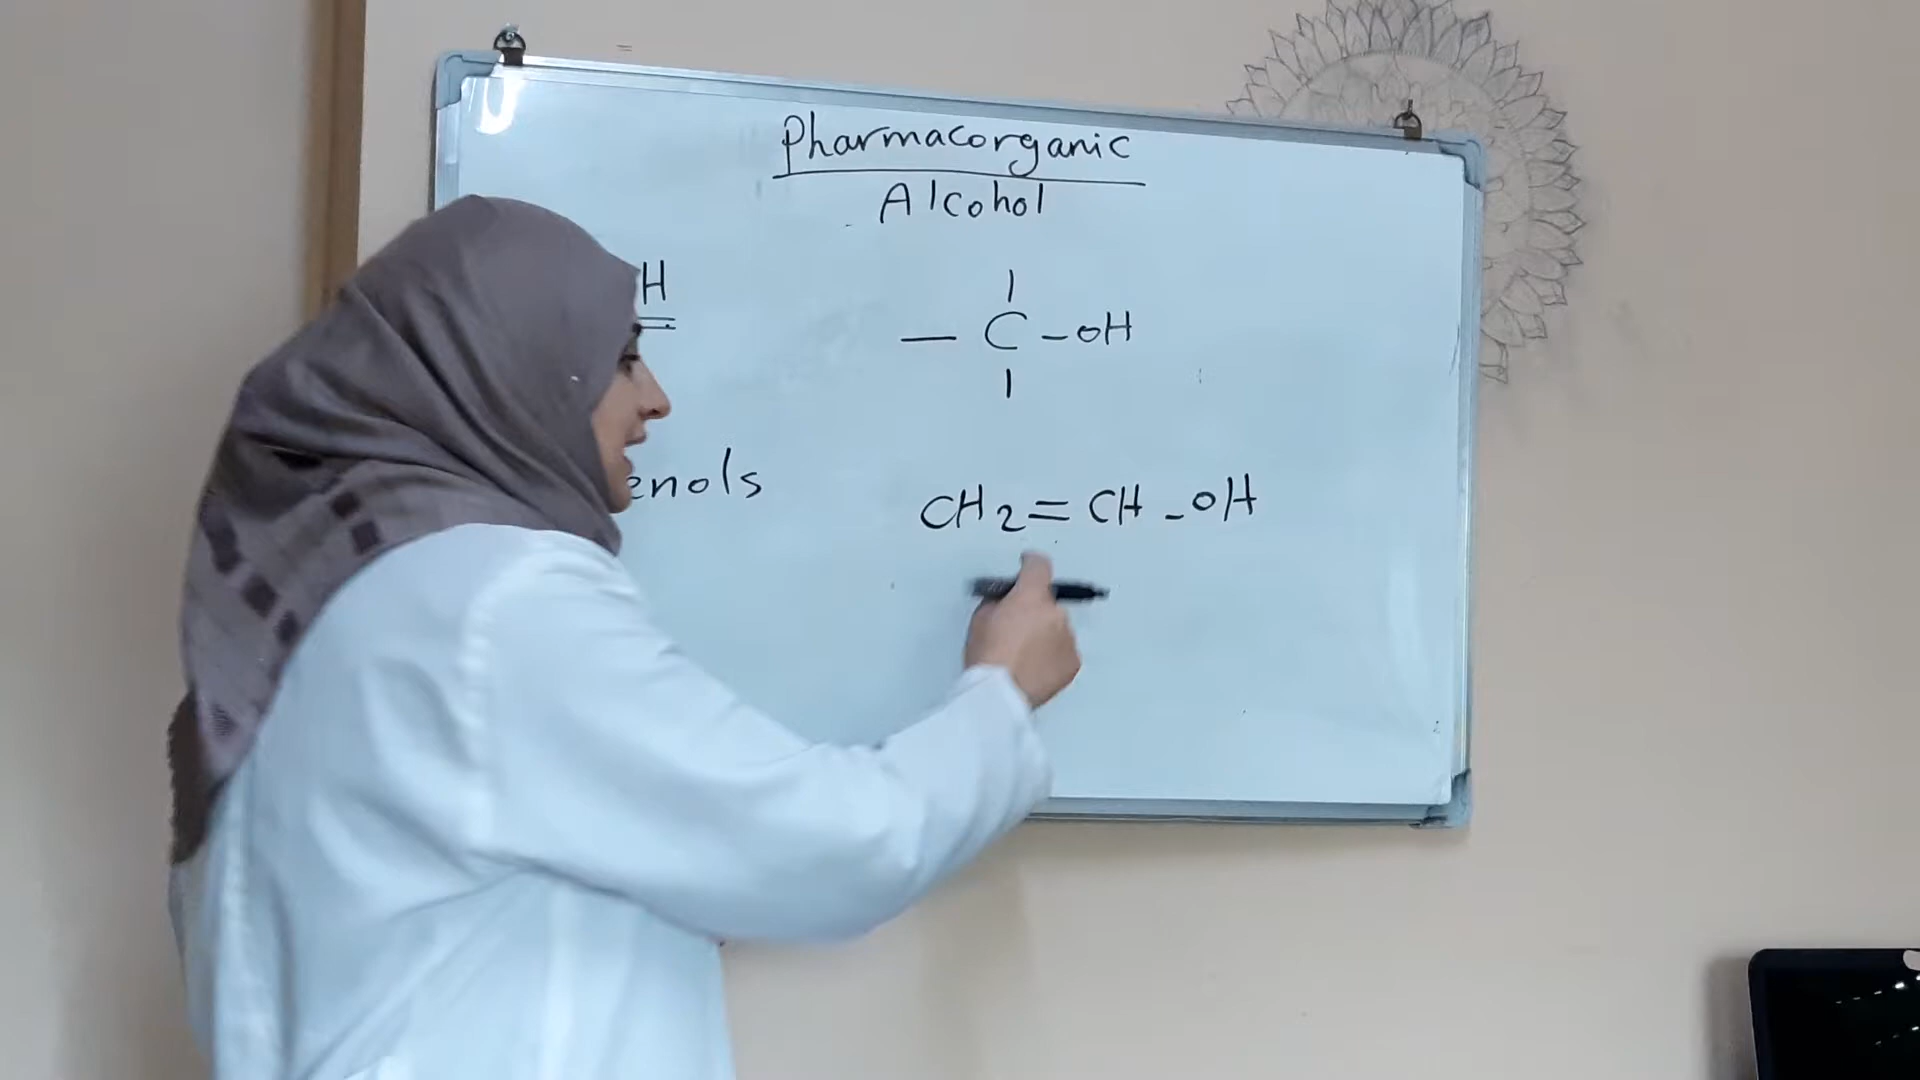 Pharmacorganic
Alcohol
H
|
— C - OH
|
enols
CH2 = CH - OH